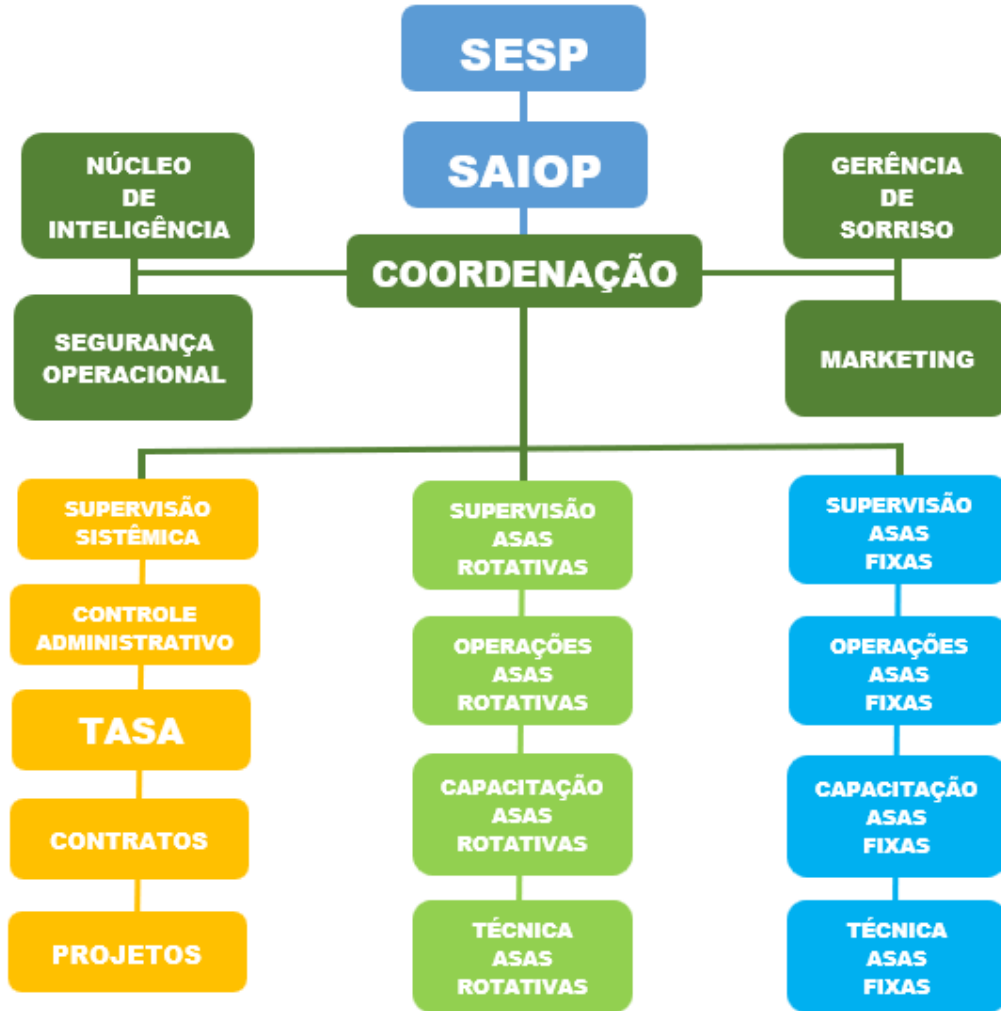 SESP
SAIOP
NÚCLEO
DE
INTELIGÊNCIA
GERÊNCIA
DE
SORRISO
COORDENAÇÃO
SEGURANÇA
OPERACIONAL
MARKETING
SUPERVISÃO
SISTÊMICA
CONTROLE
ADMINISTRATIVO
TASA
CONTRATOS
PROJETOS
SUPERVISÃO
ASAS
ROTATIVAS
OPERAÇÕES
ASAS
ROTATIVAS
CAPACITAÇÃO
ASAS
ROTATIVAS
TÉCNICA
ASAS
ROTATIVAS
SUPERVISÃO
ASAS
FIXAS
OPERAÇÕES
ASAS
FIXAS
CAPACITAÇÃO
ASAS
FIXAS
TÉCNICA
ASAS
FIXAS